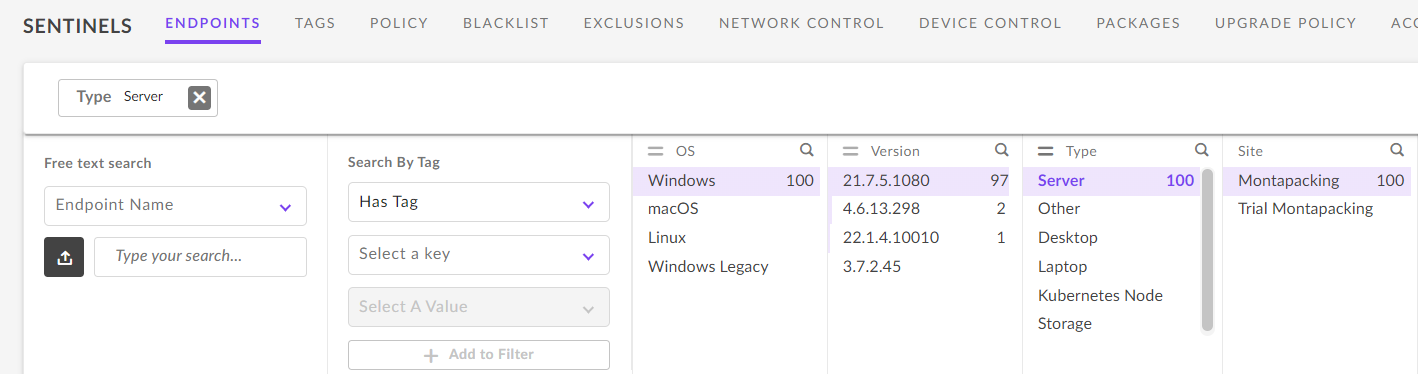 SENTINELS ENDPOINTS TAGS POLICY BLACKLIST EXCLUSIONS NETWORK CONTROL DEVICE CONTROL PACKAGES UPGRADE POLICY ACC
Type Server
Free text search
Endpoint Name
Type your search...
Search By Tag
Has Tag
Select a key
Select A Value
Add to Filter
OS
Windows 100
macOS
Linux
Windows Legacy
Version
21.7.5.1080 97
4.6.13.298 2
22.1.4.10010 1
3.7.2.45
Type
Server 100
Other
Desktop
Laptop
Kubernetes Node
Storage
Site
Montapacking 100
Trial Montapacking